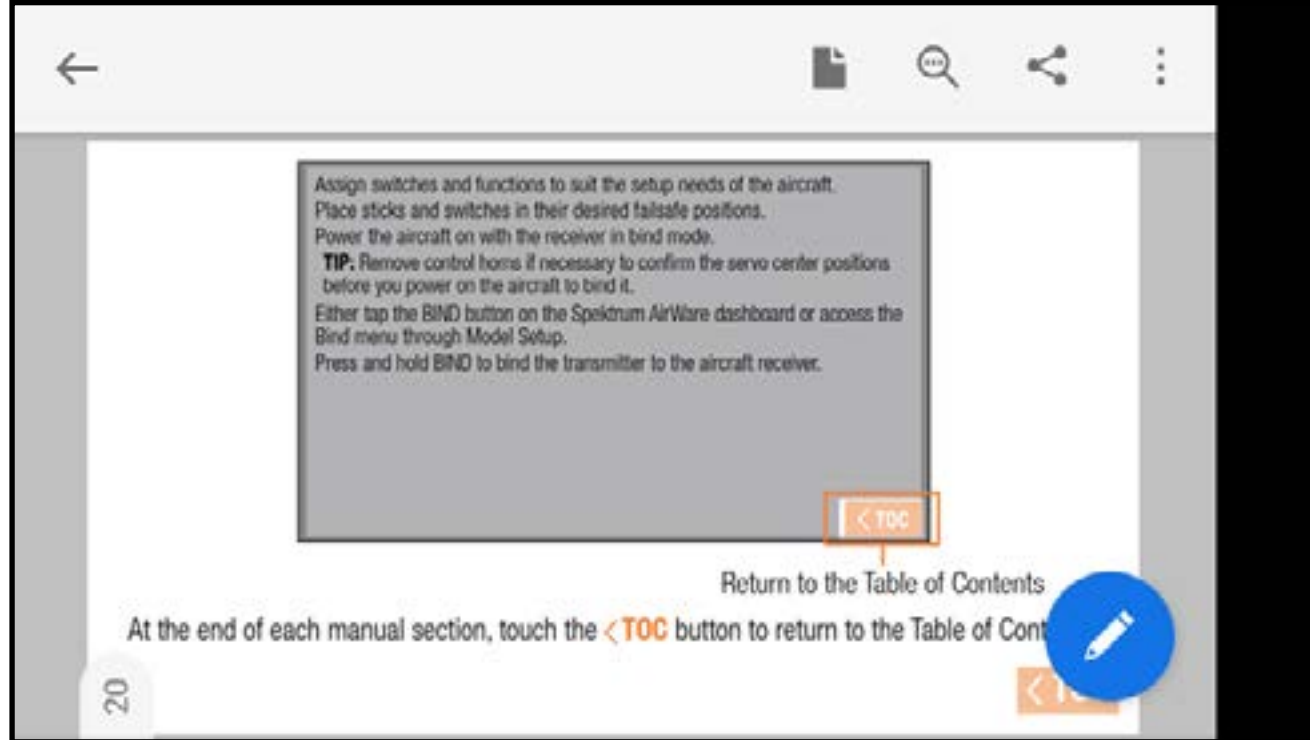 Assign switches and functions to suit the setup needs of the aircraft.
Place sticks and switches in their desired failsafe positions.
Power the aircraft on with the receiver in bind mode.
TIP: Remove control horns if necessary to confirm the servo center positions
before you power on the aircraft to bind it.
Either tap the BIND button on the Spektrum AirWare dashboard or access the
Bind menu through Model Setup.
Press and hold BIND to bind the transmitter to the aircraft receiver.
< TOC
Return to the Table of Contents
At the end of each manual section, touch the < TOC button to return to the Table of Cont
20
< T